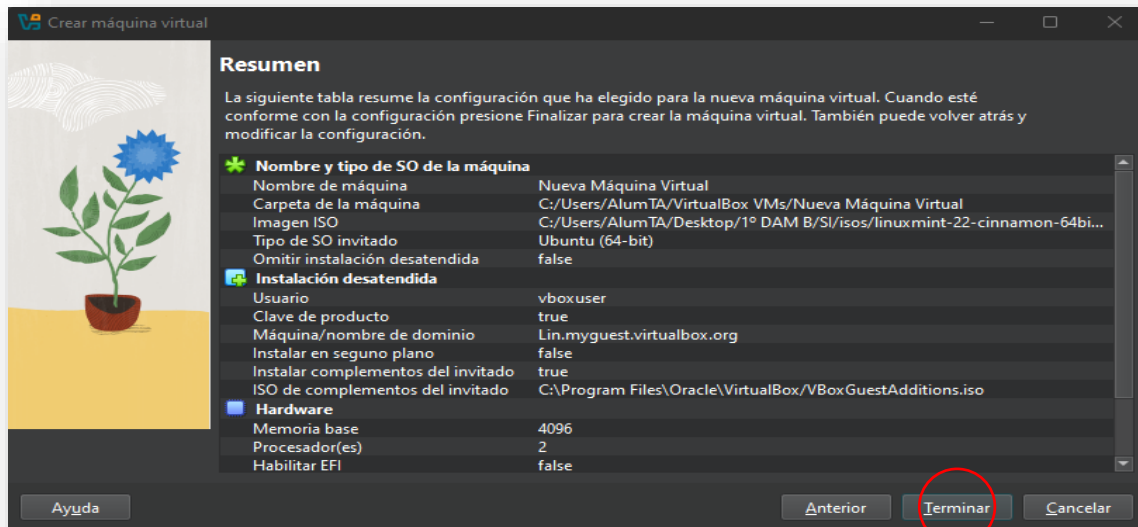 Crear máquina virtual
Resumen
La siguiente tabla resume la configuración que ha elegido para la nueva máquina virtual. Cuando esté
conforme con la configuración presione Finalizar para crear la máquina virtual. También puede volver atrás y
modificar la configuración.
Nombre y tipo de SO de la máquina
Nombre de máquina Nueva Máquina Virtual
Carpeta de la máquina C:/Users/AlumTA/VirtualBox VMs/Nueva Máquina Virtual
Imagen ISO C:/Users/AlumTA/Desktop/1º DAM B/SI/isos/linuxmint-22-cinnamon-64bi...
Tipo de SO invitado Ubuntu (64-bit)
Omitir instalación desatendida false
Instalación desatendida
Usuario vboxuser
Clave de producto true
Máquina/nombre de dominio Lin.myguest.virtualbox.org
Instalar en seguno plano false
Instalar complementos del invitado true
ISO de complementos del invitado C:\Program Files\Oracle\VirtualBox/VBoxGuestAdditions.iso
Hardware
Memoria base 4096
Procesador(es) 2
Habilitar EFI false
Ayuda Anterior Terminar Cancelar